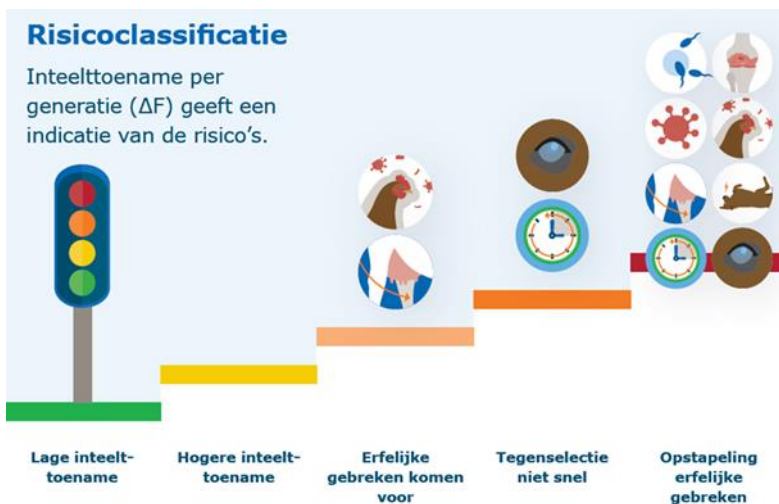 Risicoclassificatie
Inteelttoename per
generatie (ΔF) geeft een
indicatie van de risico's.
Lage inteelt-
toename
Hogere inteelt-
toename
Erfelijke
gebreken komen
voor
Tegenselectie
niet snel
Opstapeling
erfelijke
gebreken